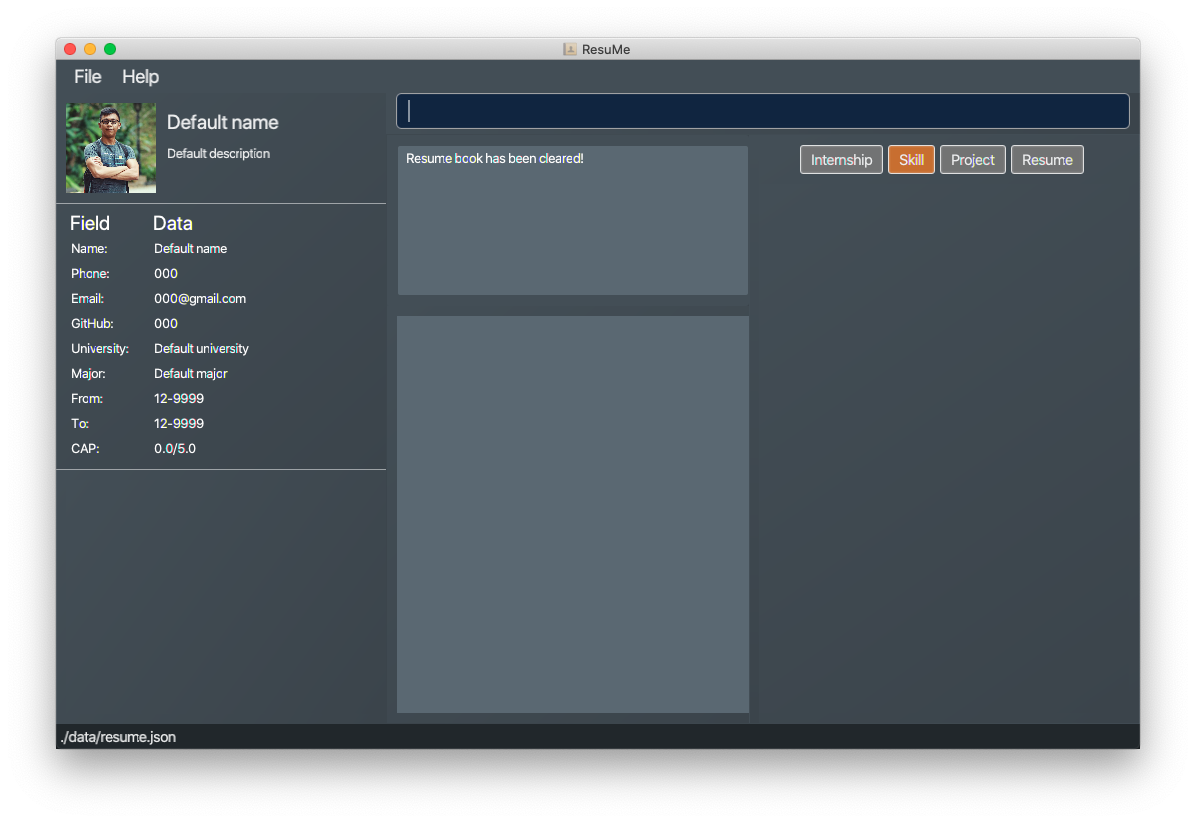 ResuMe
File Help
Default name
Default description
Field Data
Name: Default name
Phone: 000
Email: 000@gmail.com
GitHub: 000
University: Default university
Major: Default major
From: 12-9999
To: 12-9999
CAP: 0.0/5.0
Resume book has been cleared!
Internship Skill Project Resume
./data/resume.json